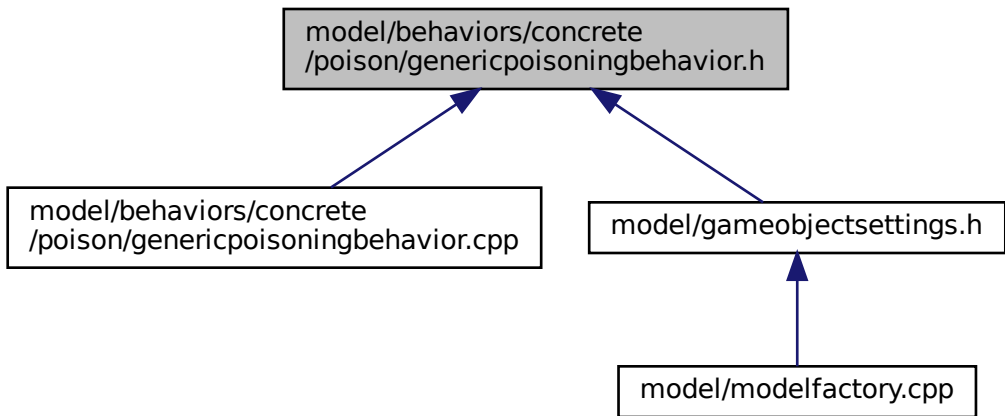 model/behaviors/concrete
/poison/genericpoisoningbehavior.h
model/behaviors/concrete
/poison/genericpoisoningbehavior.cpp
model/gameobjectsettings.h
model/modelfactory.cpp